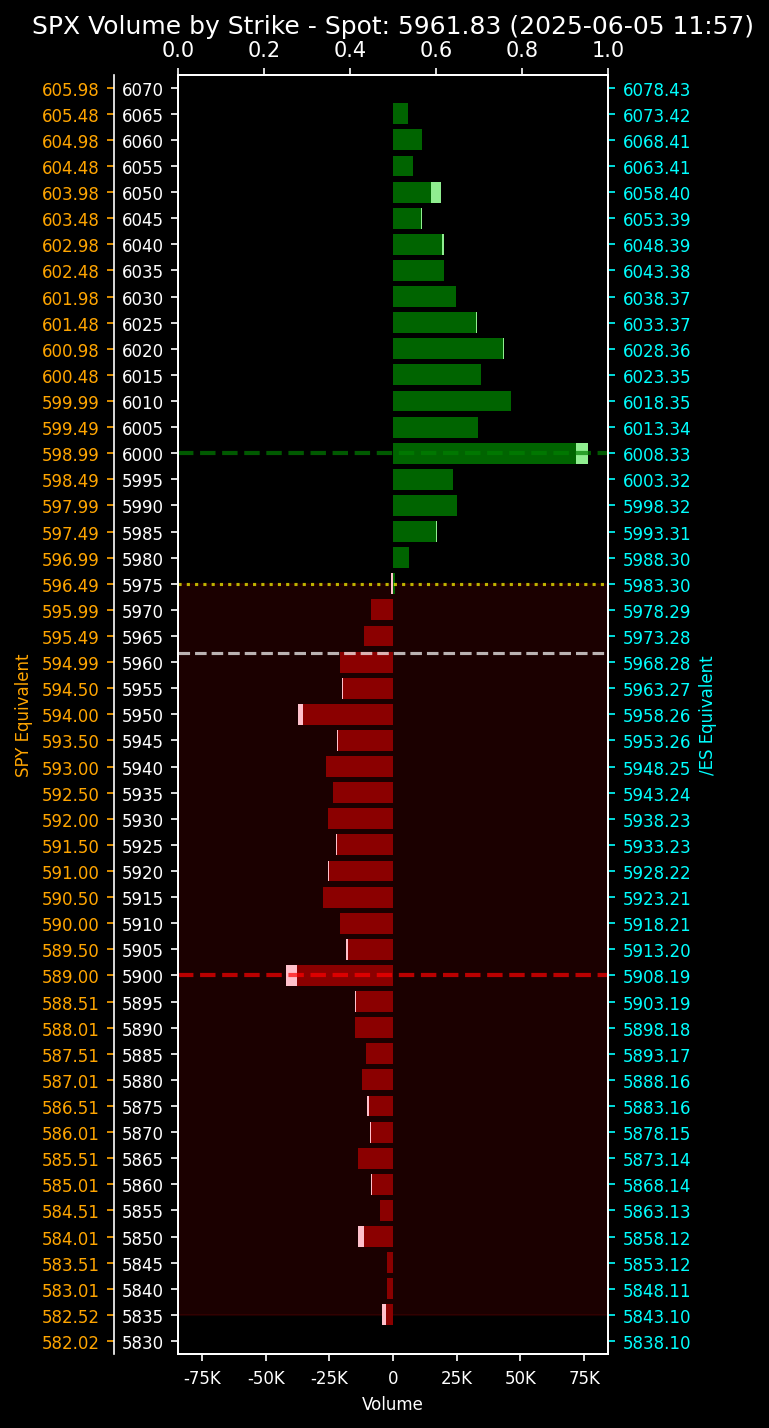 SPX Volume by Strike - Spot: 5961.83 (2025-06-05 11:57)
0.0 0.2 0.4 0.6 0.8 1.0
605.98 6070 6078.43
605.48 6065 6073.42
604.98 6060 6068.41
604.48 6055 6063.41
603.98 6050 6058.40
603.48 6045 6053.39
602.98 6040 6048.39
602.48 6035 6043.38
601.98 6030 6038.37
601.48 6025 6033.37
600.98 6020 6028.36
600.48 6015 6023.35
599.99 6010 6018.35
599.49 6005 6013.34
598.99 6000 6008.33
598.49 5995 6003.32
597.99 5990 5998.32
597.49 5985 5993.31
596.99 5980 5988.30
596.49 5975 5983.30
595.99 5970 5978.29
595.49 5965 5973.28
594.99 5960 5968.28
594.50 5955 5963.27
594.00 5950 5958.26
593.50 5945 5953.26
593.00 5940 5948.25
592.50 5935 5943.24
592.00 5930 5938.23
591.50 5925 5933.23
591.00 5920 5928.22
590.50 5915 5923.21
590.00 5910 5918.21
589.50 5905 5913.20
589.00 5900 5908.19
588.51 5895 5903.19
588.01 5890 5898.18
587.51 5885 5893.17
587.01 5880 5888.16
586.51 5875 5883.16
586.01 5870 5878.15
585.51 5865 5873.14
585.01 5860 5868.14
584.51 5855 5863.13
584.01 5850 5858.12
583.51 5845 5853.12
583.01 5840 5848.11
582.52 5835 5843.10
582.02 5830 5838.10
SPY Equivalent
/ES Equivalent
-75K -50K -25K 0 25K 50K 75K
Volume